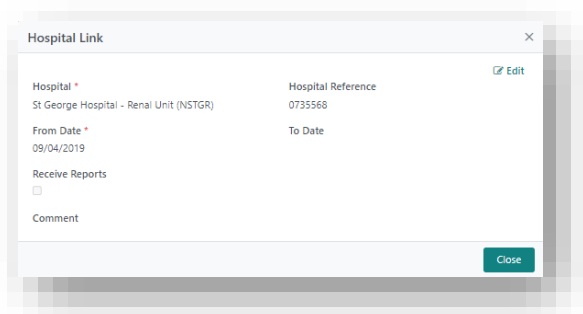 Hospital Link
Edit
Hospital * Hospital Reference
St George Hospital - Renal Unit (NSTGR) 0735568
From Date * To Date
09/04/2019
Receive Reports
Comment
Close